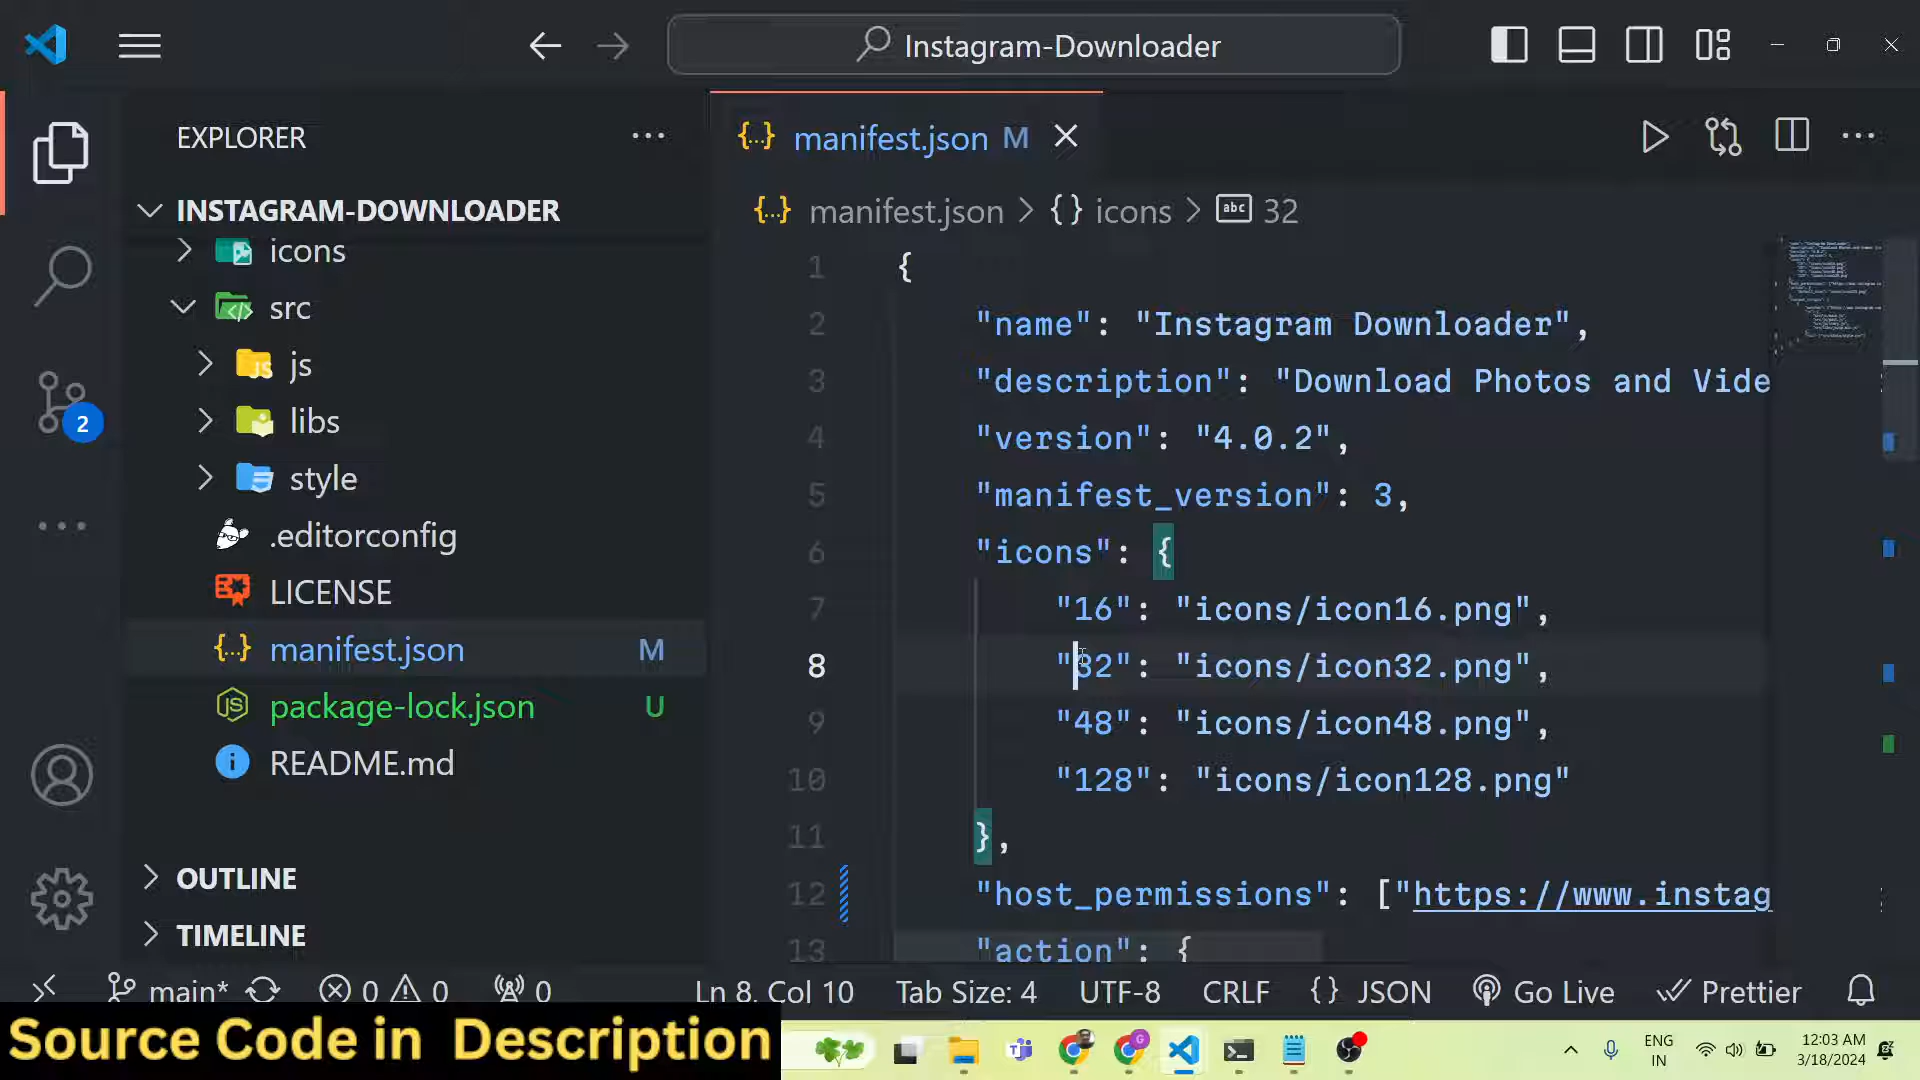 Instagram-Downloader
EXPLORER
INSTAGRAM-DOWNLOADER
icons
src
js
libs
style
.editorconfig
LICENSE
manifest.json M
package-lock.json U
README.md
OUTLINE
TIMELINE
2
manifest.json M
manifest.json > {} icons > abc 32
1 {
2 "name": "Instagram Downloader",
3 "description": "Download Photos and Vide
4 "version": "4.0.2",
5 "manifest_version": 3,
6 "icons": {
7 "16": "icons/icon16.png",
8 "32": "icons/icon32.png",
9 "48": "icons/icon48.png",
10 "128": "icons/icon128.png"
11 },
12 "host_permissions": ["https://www.instag
13 "action": {
main* 0 0 0 Ln 8, Col 10 Tab Size: 4 UTF-8 CRLF {} JSON Go Live Prettier
Source Code in Description
ENG
IN
12:03 AM
3/18/2024